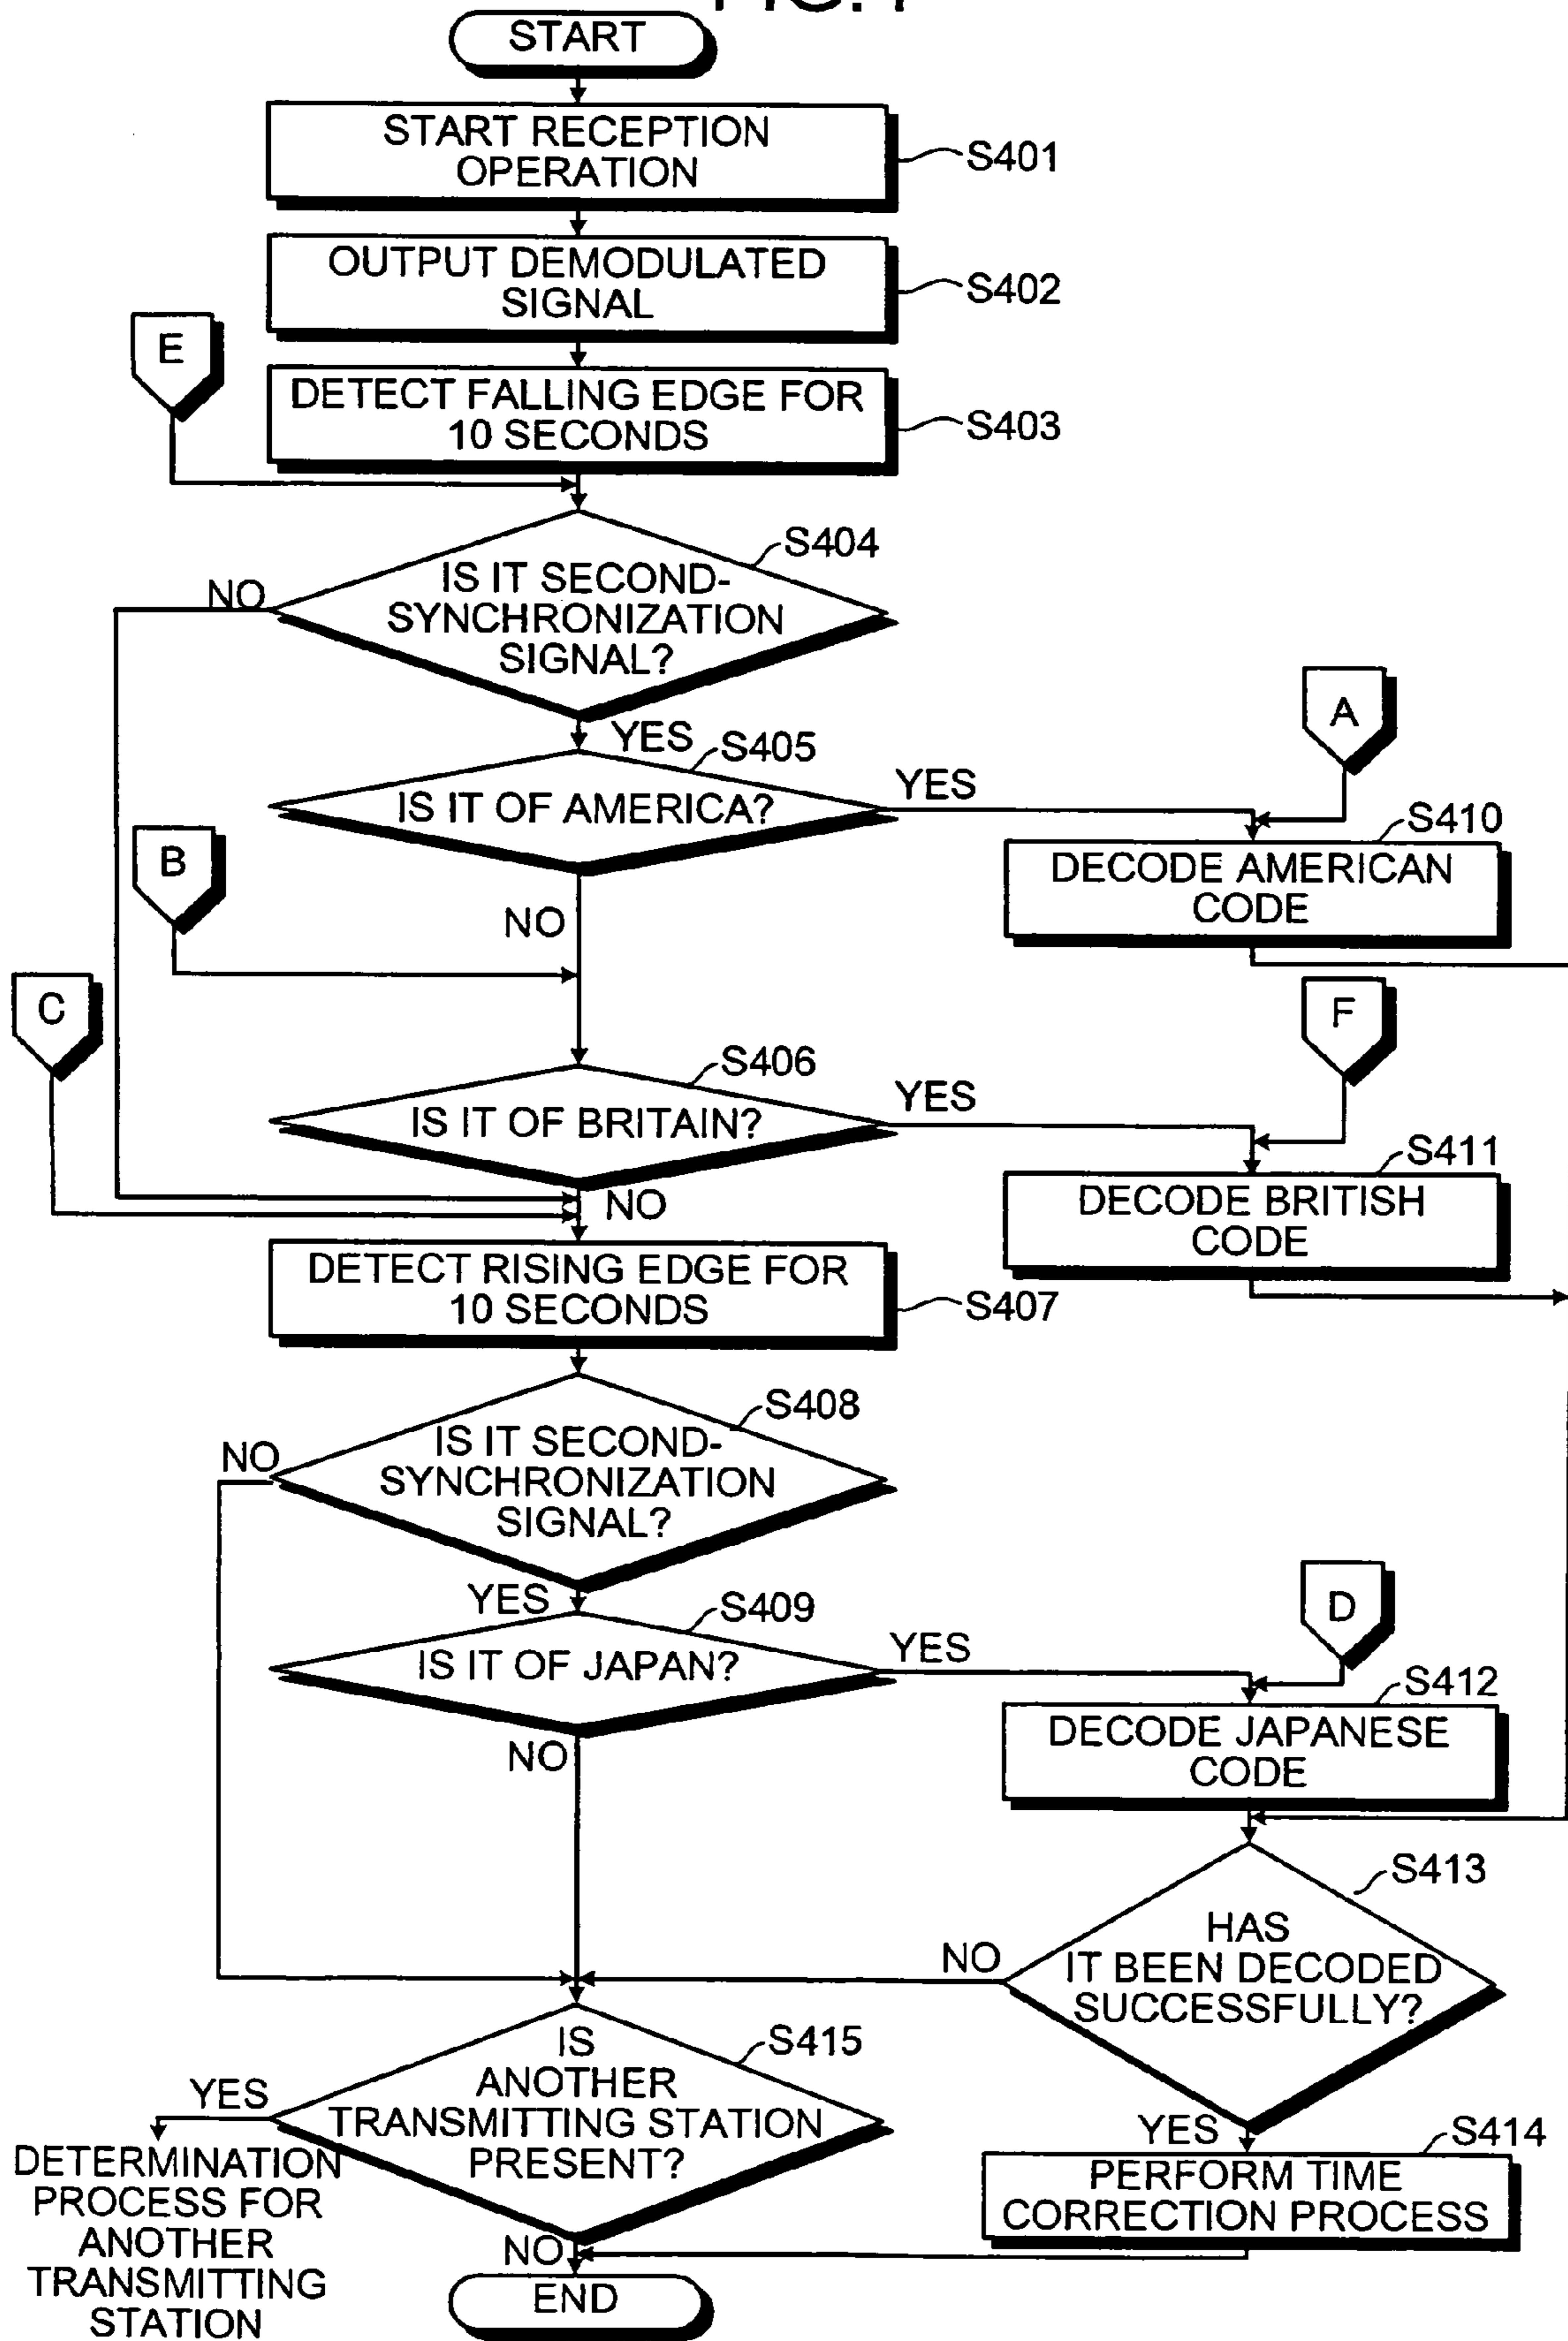 START
START RECEPTION
OPERATION
S401
OUTPUT DEMODULATED
SIGNAL
S402
E
DETECT FALLING EDGE FOR
10 SECONDS
S403
S404
IS IT SECOND-
SYNCHRONIZATION
SIGNAL?
NO
YES
S405
IS IT OF AMERICA?
YES
A
S410
DECODE AMERICAN
CODE
B
NO
C
F
S406
IS IT OF BRITAIN?
YES
S411
DECODE BRITISH
CODE
NO
DETECT RISING EDGE FOR
10 SECONDS
S407
S408
IS IT SECOND-
SYNCHRONIZATION
SIGNAL?
NO
YES
S409
IS IT OF JAPAN?
YES
D
S412
DECODE JAPANESE
CODE
NO
S413
HAS
IT BEEN DECODED
SUCCESSFULLY?
NO
YES
S414
PERFORM TIME
CORRECTION PROCESS
S415
IS
ANOTHER
TRANSMITTING STATION
PRESENT?
YES
DETERMINATION
PROCESS FOR
ANOTHER
TRANSMITTING
STATION
NO
END